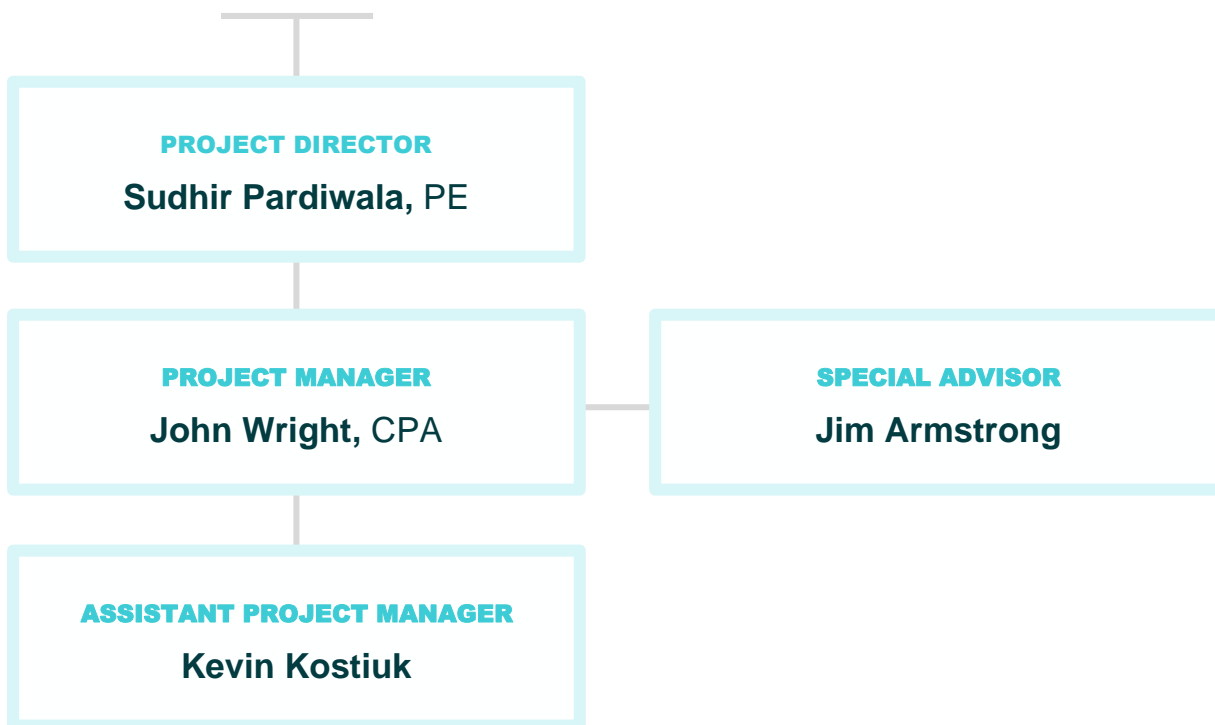 PROJECT DIRECTOR
Sudhir Pardiwala, PE
PROJECT MANAGER
John Wright, CPA
SPECIAL ADVISOR
Jim Armstrong
ASSISTANT PROJECT MANAGER
Kevin Kostiuk